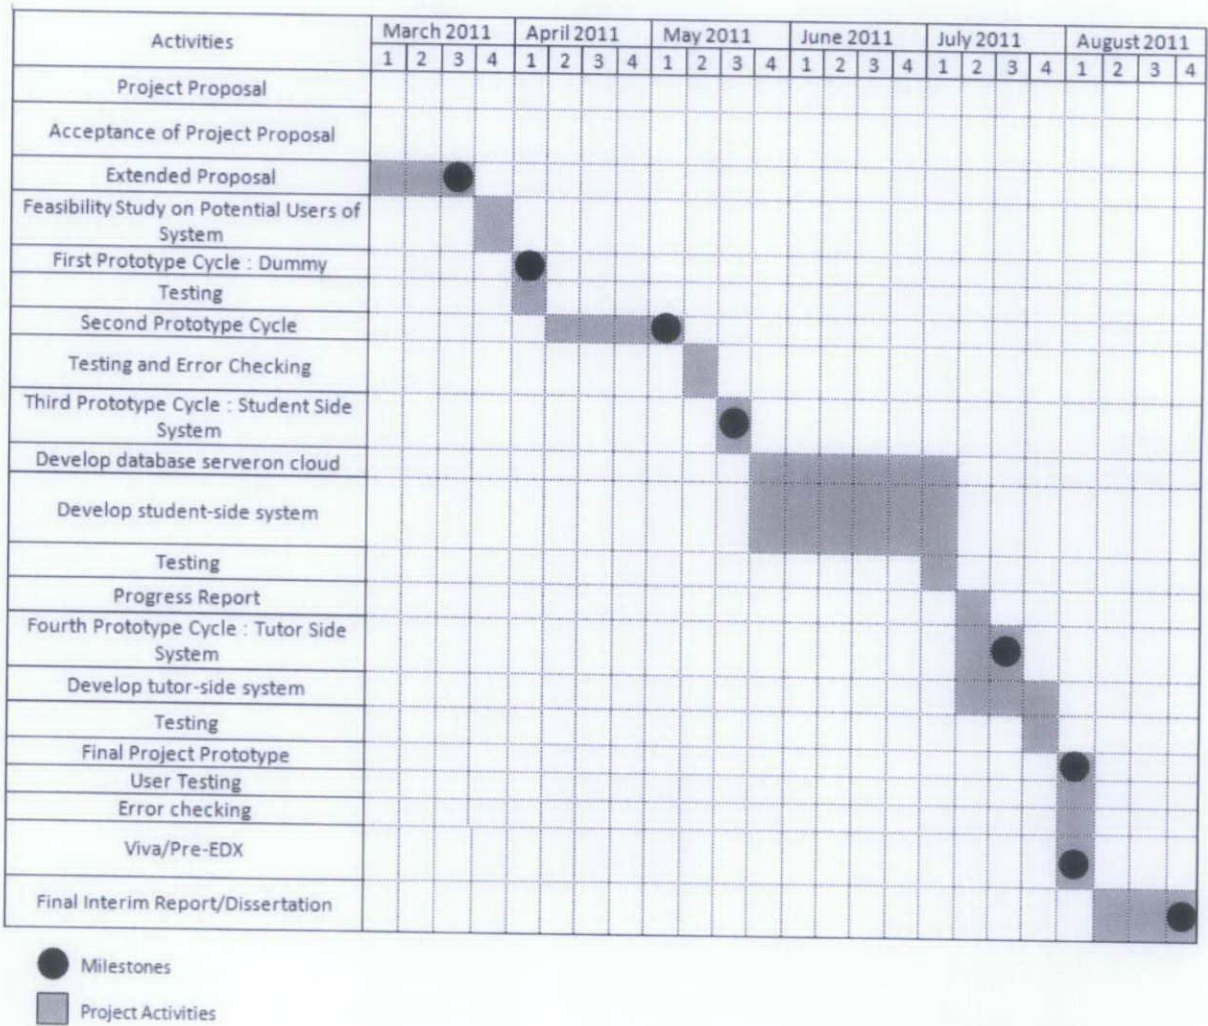 Activities
March 2011 April 2011 May 2011 June 2011 July 2011 August 2011
1 2 3 4 1 2 3 4 1 2 3 4 1 2 3 4 1 2 3 4 1 2 3 4
Project Proposal
Acceptance of Project Proposal
Extended Proposal
Feasibility Study on Potential Users of
System
First Prototype Cycle : Dummy
Testing
Second Prototype Cycle
Testing and Error Checking
Third Prototype Cycle : Student Side
System
Develop database serveron cloud
Develop student-side system
Testing
Progress Report
Fourth Prototype Cycle : Tutor Side
System
Develop tutor-side system
Testing
Final Project Prototype
User Testing
Error checking
Viva/Pre-EDX
Final Interim Report/Dissertation
Milestones
Project Activities